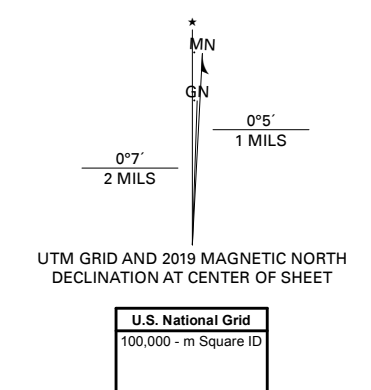 ★
MN
GN
0°5´
1 MILS
0°7´
2 MILS
UTM GRID AND 2019 MAGNETIC NORTH
DECLINATION AT CENTER OF SHEET
U.S. National Grid
100,000 - m Square ID